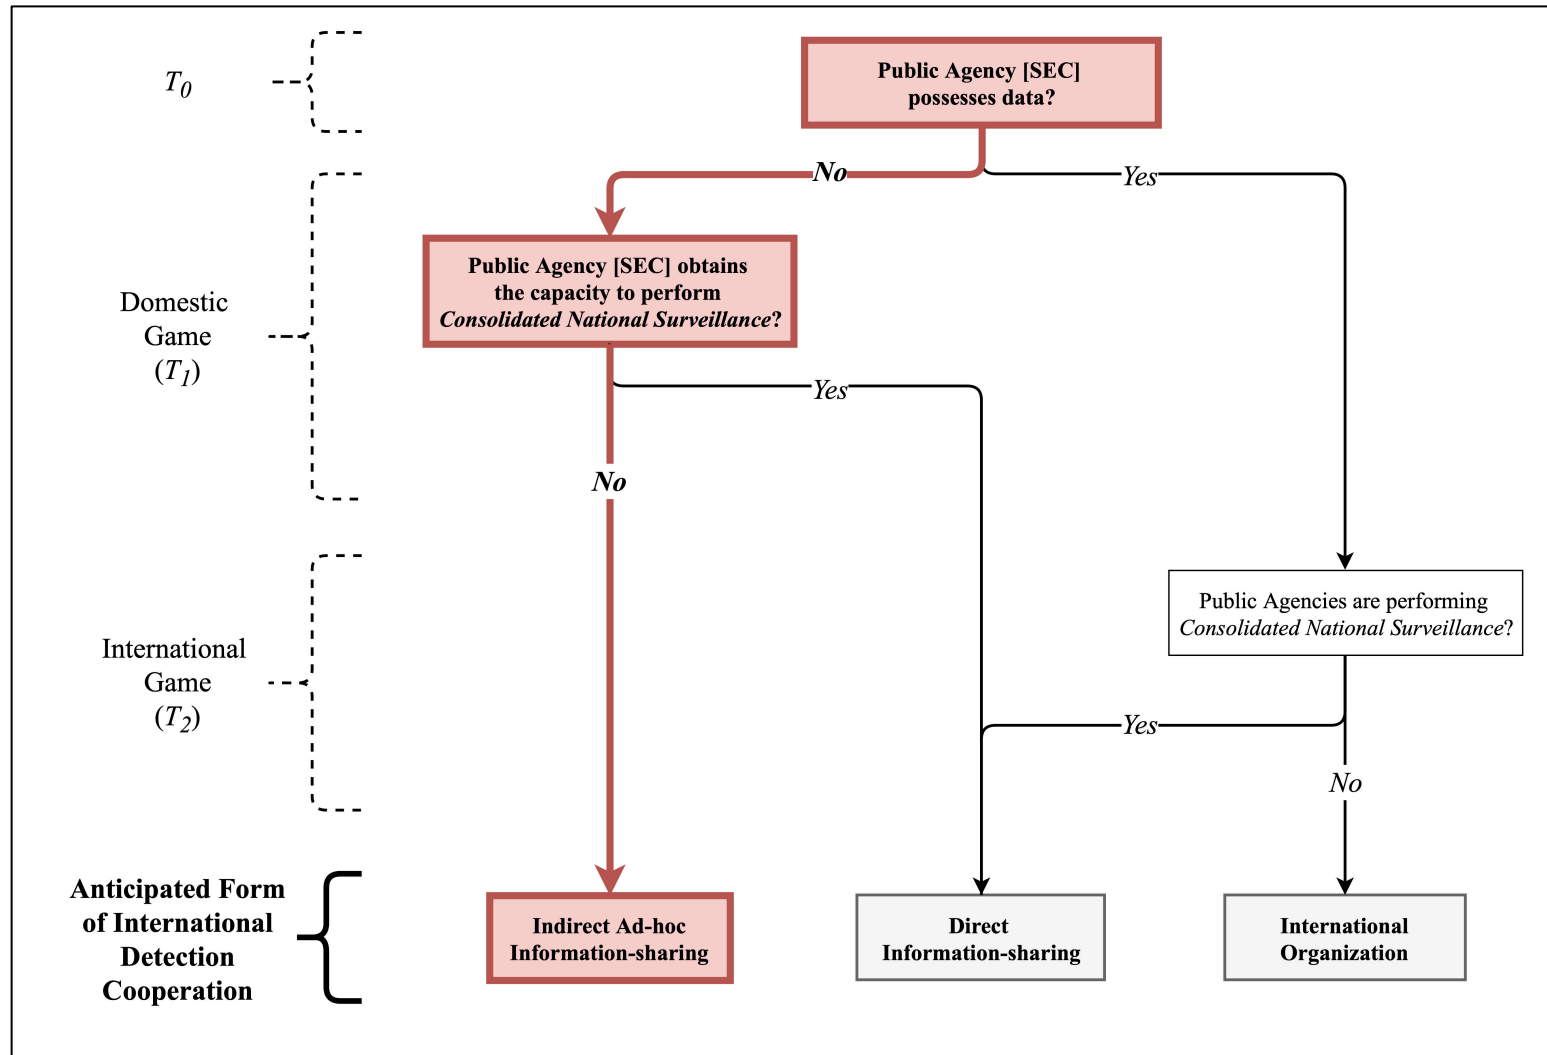 T0
Public Agency [SEC]
possesses data?
No
Yes
Domestic
Game
(T1)
Public Agency [SEC] obtains
the capacity to perform
Consolidated National Surveillance?
Yes
No
International
Game
(T2)
Public Agencies are performing
Consolidated National Surveillance?
Yes
No
Anticipated Form
of International
Detection
Cooperation
Indirect Ad-hoc
Information-sharing
Direct
Information-sharing
International
Organization